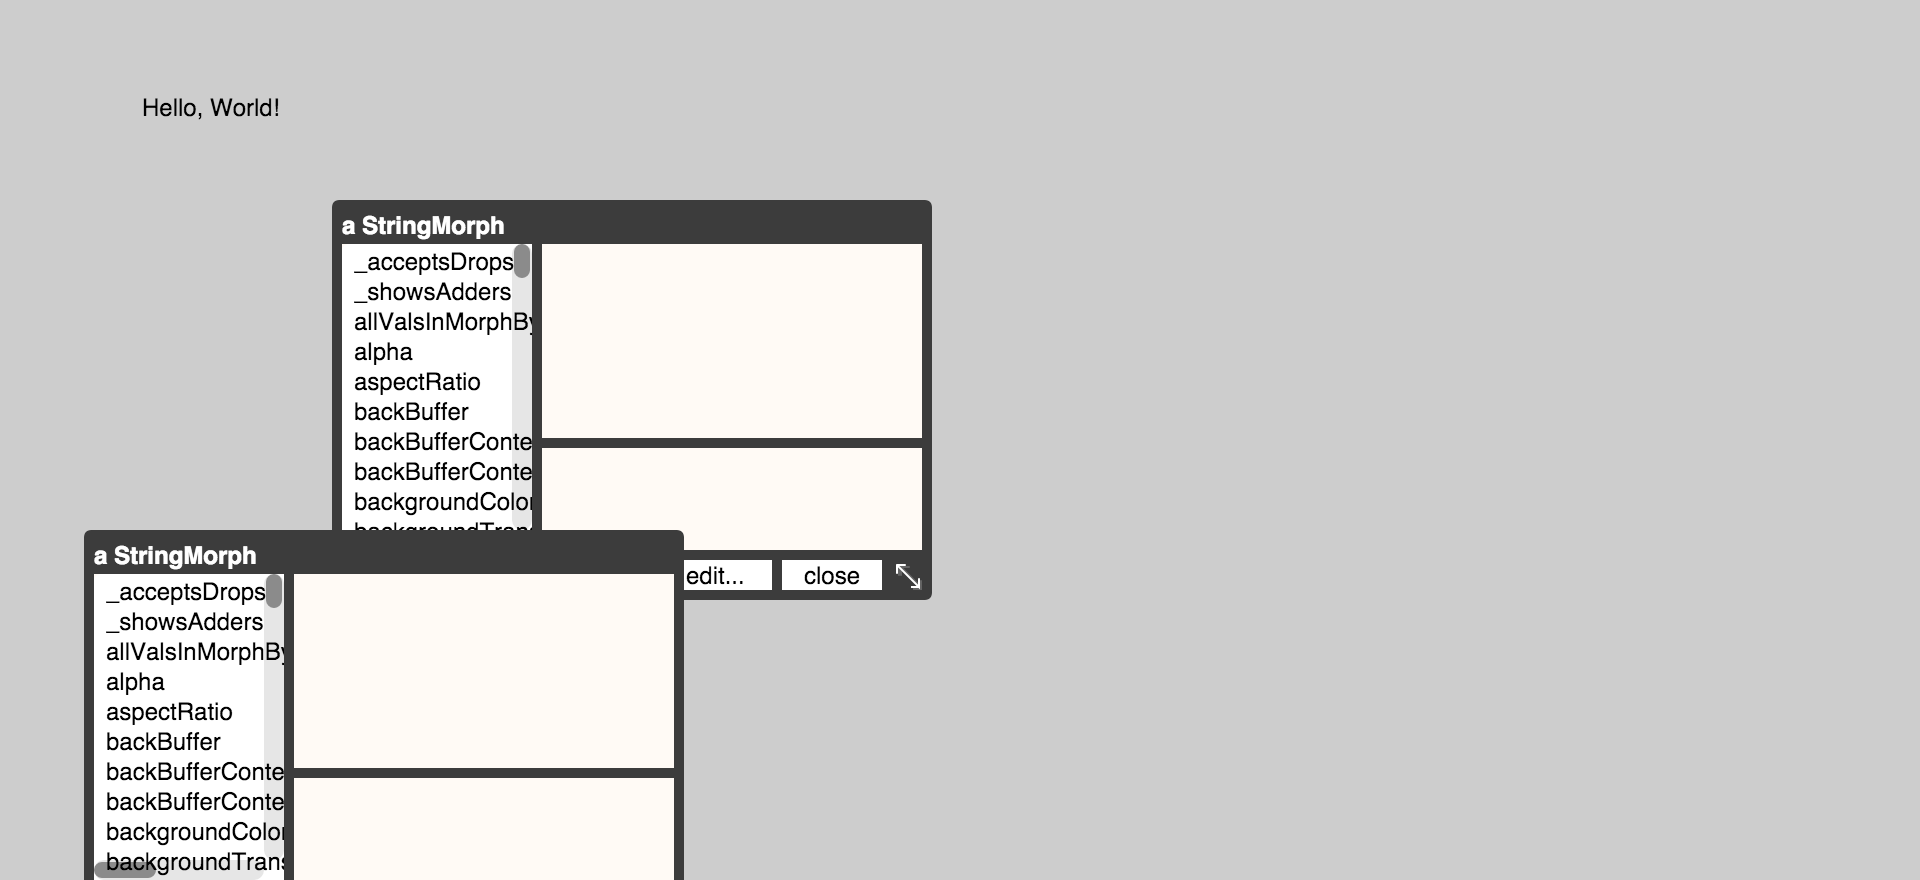 Hello, World!
a StringMorph
_acceptsDrops
_showsAdders
allValsInMorphBy
alpha
aspectRatio
backBuffer
backBufferConte
backBufferConte
backgroundColor
backgroundTrans
edit...
close
a StringMorph
_acceptsDrops
_showsAdders
allValsInMorphBy
alpha
aspectRatio
backBuffer
backBufferConte
backBufferConte
backgroundColor
backgroundTrans